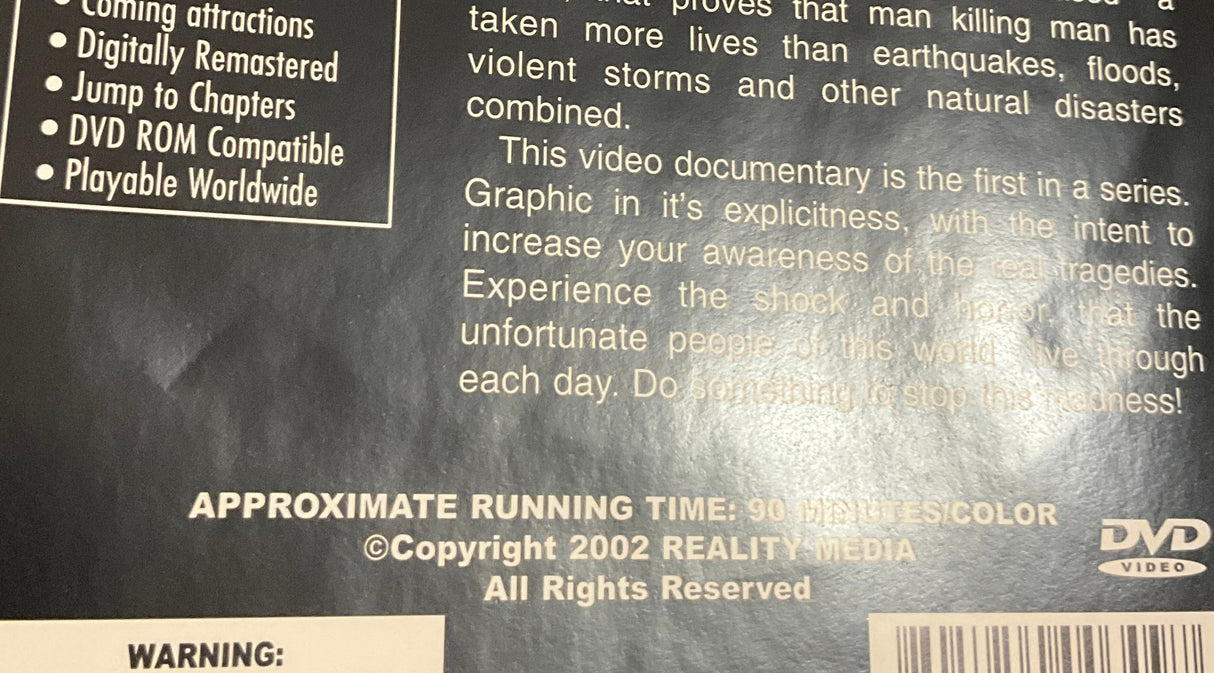 Coming attractions
• Digitally Remastered
• Jump to Chapters
• DVD ROM Compatible
• Playable Worldwide
a
that proves that man killing man has
taken more lives than earthquakes, floods,
violent storms and other natural disasters
combined.
This video documentary is the first in a series.
Graphic in it's explicitness, with the intent to
increase your awareness of the real tragedies.
Experience the shock and horror, that the
unfortunate people of this world live through
each day. Do something to stop this madness!
APPROXIMATE RUNNING TIME: 90 MINUTES/COLOR
©Copyright 2002 REALITY MEDIA
All Rights Reserved
DVD
VIDEO
WARNING: